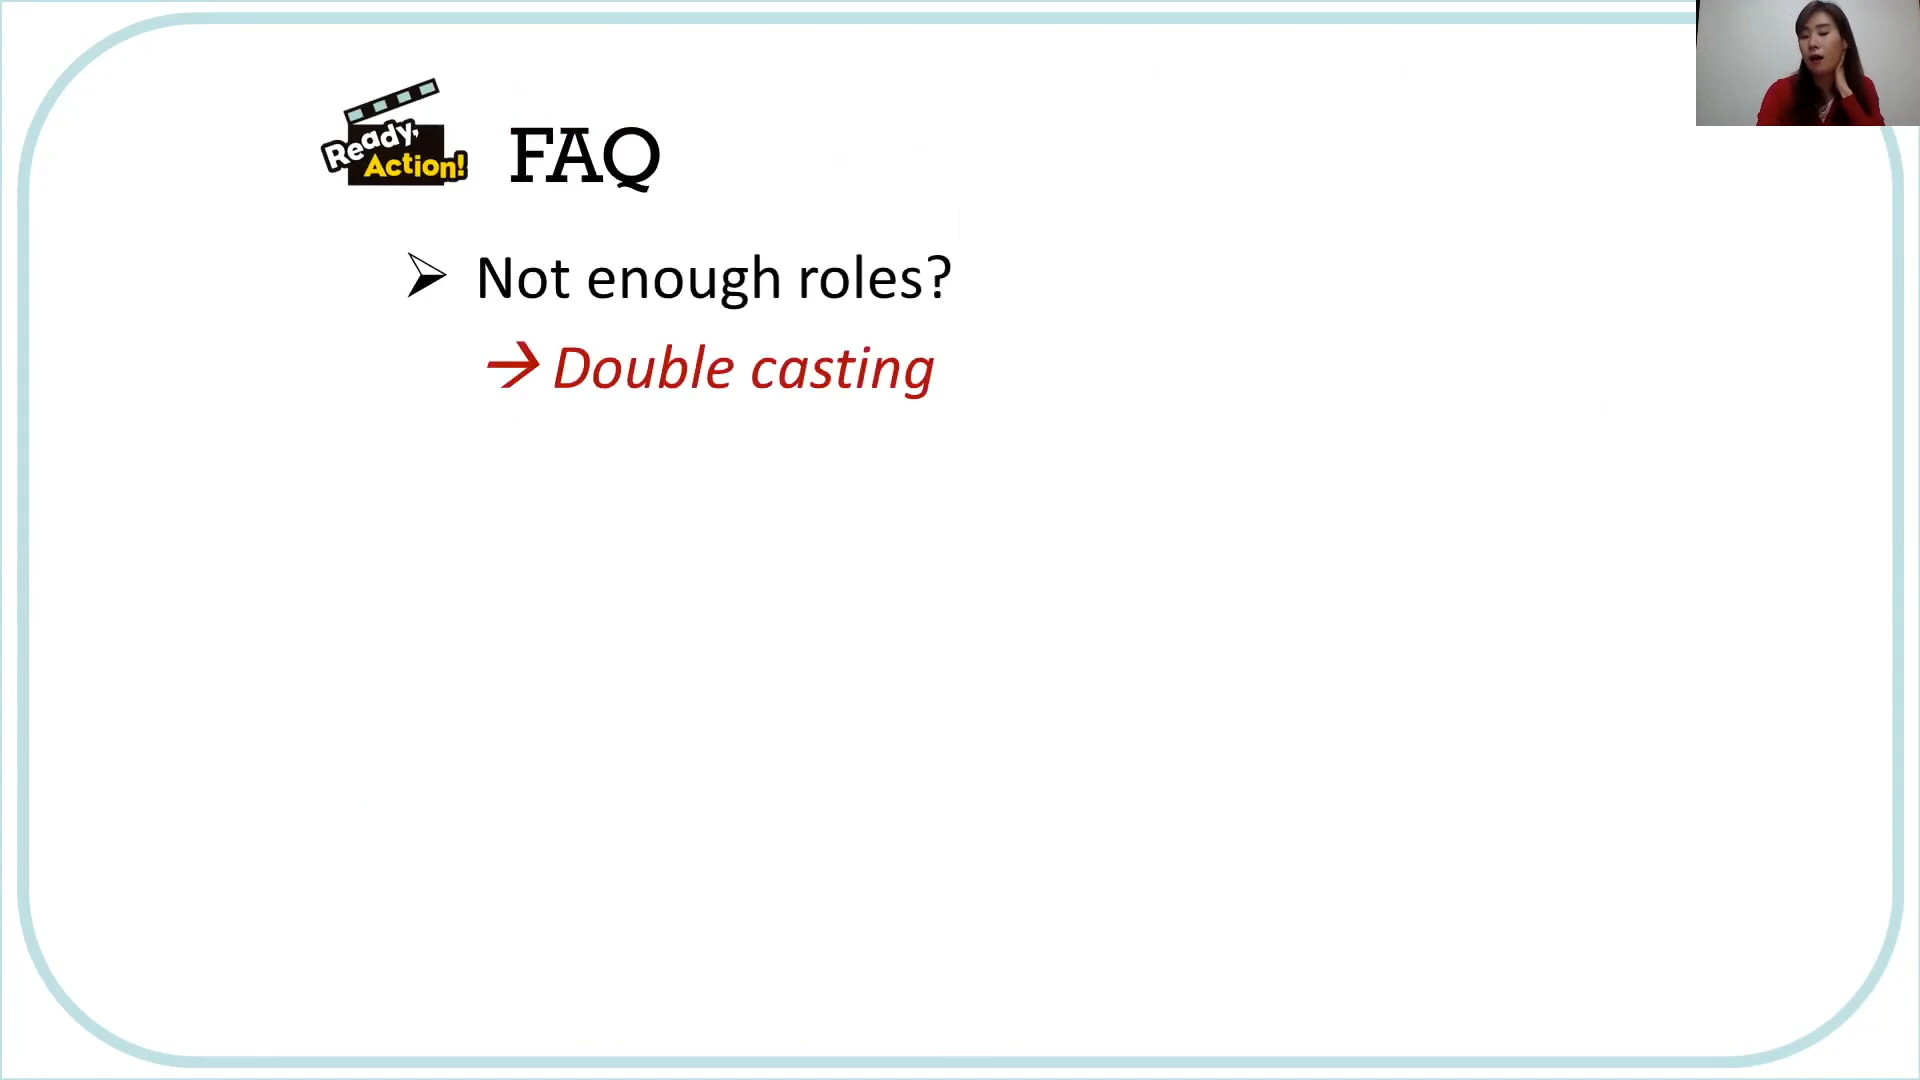 Ready,
Action!
FAQ
➢ Not enough roles?
→ Double casting